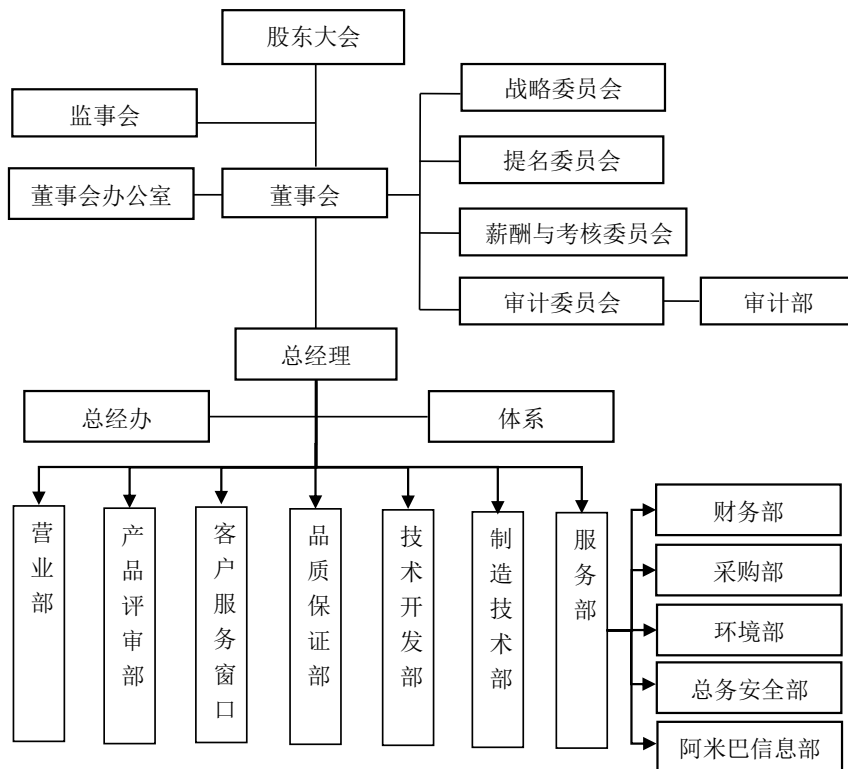 股东大会
战略委员会
监事会
提名委员会
董事会办公室
董事会
薪酬与考核委员会
审计委员会
审计部
总经理
总经办
体系
营业部
产品评审部
客户服务窗口
品质保证部
技术开发部
制造技术部
服务部
财务部
采购部
环境部
总务安全部
阿米巴信息部